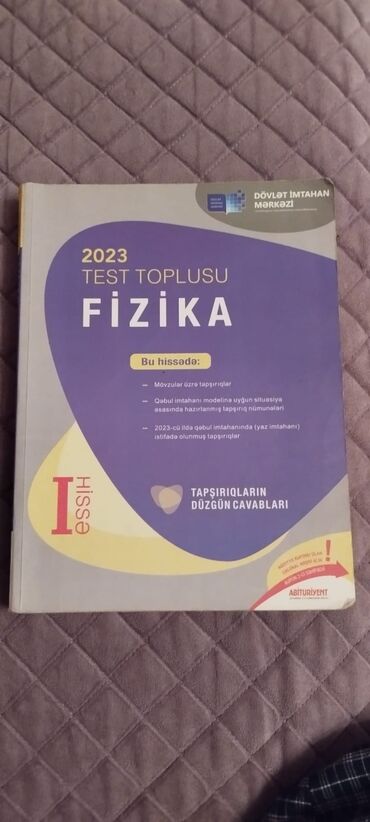 DÖVLƏT İMTAHAN
MƏRKƏZİ
2023
TEST TOPLUSU
FİZİKA
Bu hissədə:
— Mövzular üzrə tapşırıqlar
— Qəbul imtahanı modelinə uyğun situasiya
əsasında hazırlanmış tapşırıq nümunələri
— 2023-cü ildə qəbul imtahanında (yaz imtahanı)
istifadə olunmuş tapşırıqlar
I HİSSƏ
TAPŞIRIQLARIN
DÜZGÜN CAVABLARI
ABİTURİYENT